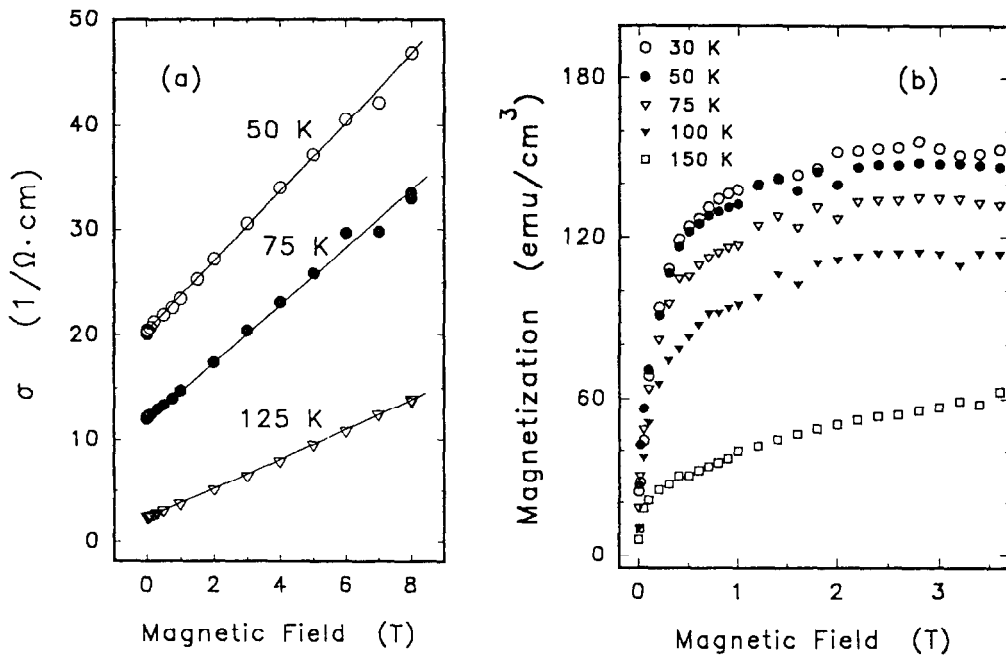 50
40
30
20
10
0
σ (1/Ω·cm)
(a)
50 K
75 K
125 K
0 2 4 6 8
Magnetic Field (T)
180
120
60
0
Magnetization (emu/cm³)
30 K
50 K
75 K
100 K
150 K
(b)
0 1 2 3
Magnetic Field (T)